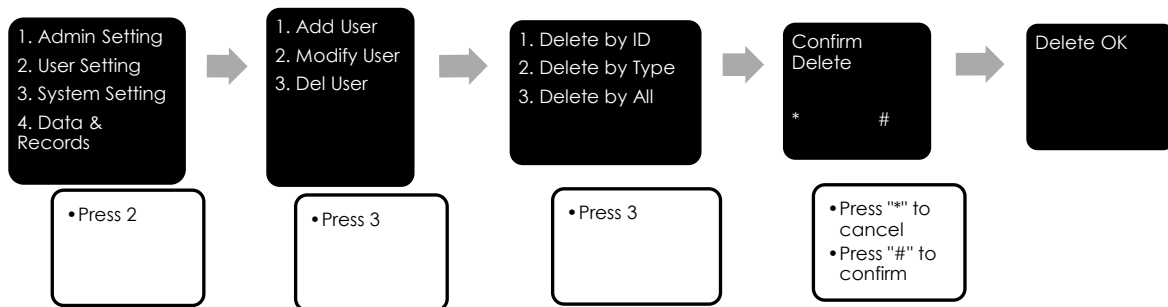 1. Admin Setting
2. User Setting
3. System Setting
4. Data &
Records
•Press 2
1. Add User
2. Modify User
3. Del User
•Press 3
1. Delete by ID
2. Delete by Type
3. Delete by All
•Press 3
Confirm
Delete
* #
•Press "*" to
cancel
•Press "#" to
confirm
Delete OK